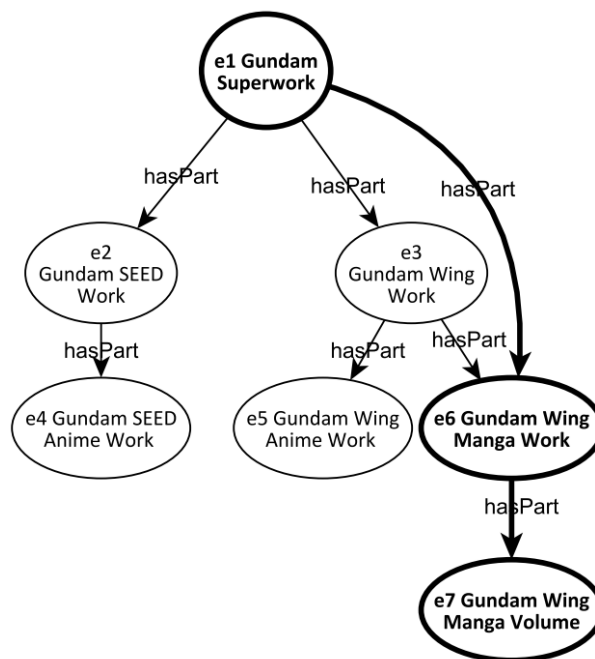 e1 Gundam
Superwork
hasPart
hasPart
hasPart
e2
Gundam SEED
Work
e3
Gundam Wing
Work
hasPart
hasPart
hasPart
e4 Gundam SEED
Anime Work
e5 Gundam Wing
Anime Work
e6 Gundam Wing
Manga Work
hasPart
e7 Gundam Wing
Manga Volume